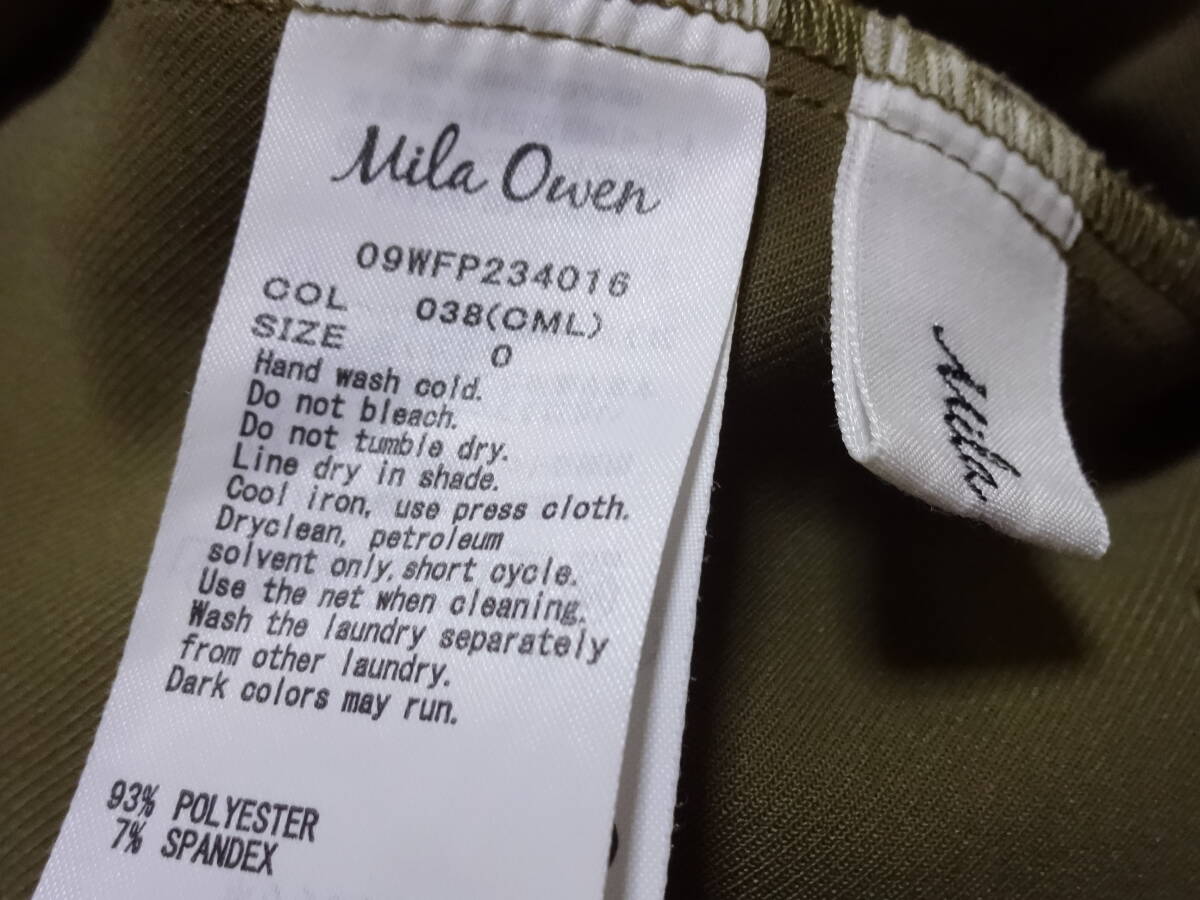 Mila Owen
09WFP234016
COL 038(CML)
SIZE 0
Hand wash cold.
Do not bleach.
Do not tumble dry.
Line dry in shade.
Cool iron, use press cloth.
Dryclean, petroleum
solvent only, short cycle.
Use the net when cleaning.
Wash the laundry separately
from other laundry.
Dark colors may run.
93% POLYESTER
7% SPANDEX
Mila